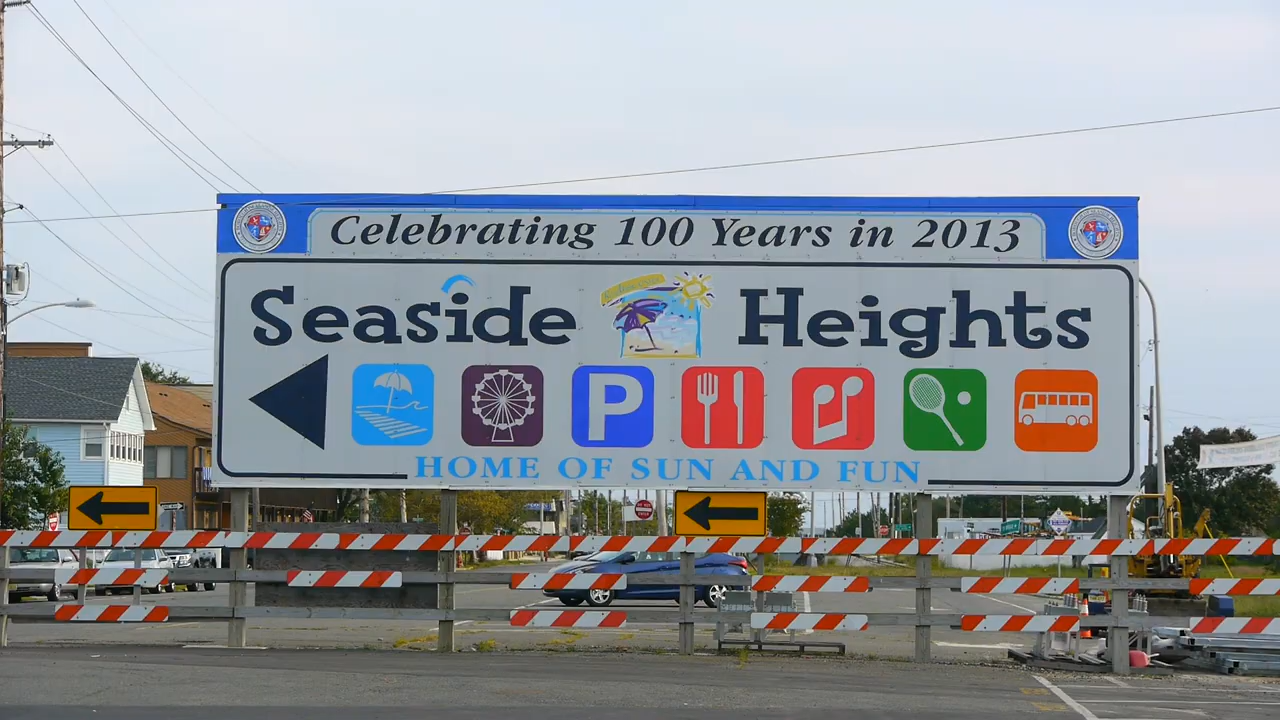 Celebrating 100 Years in 2013
Seaside Heights
P
HOME OF SUN AND FUN